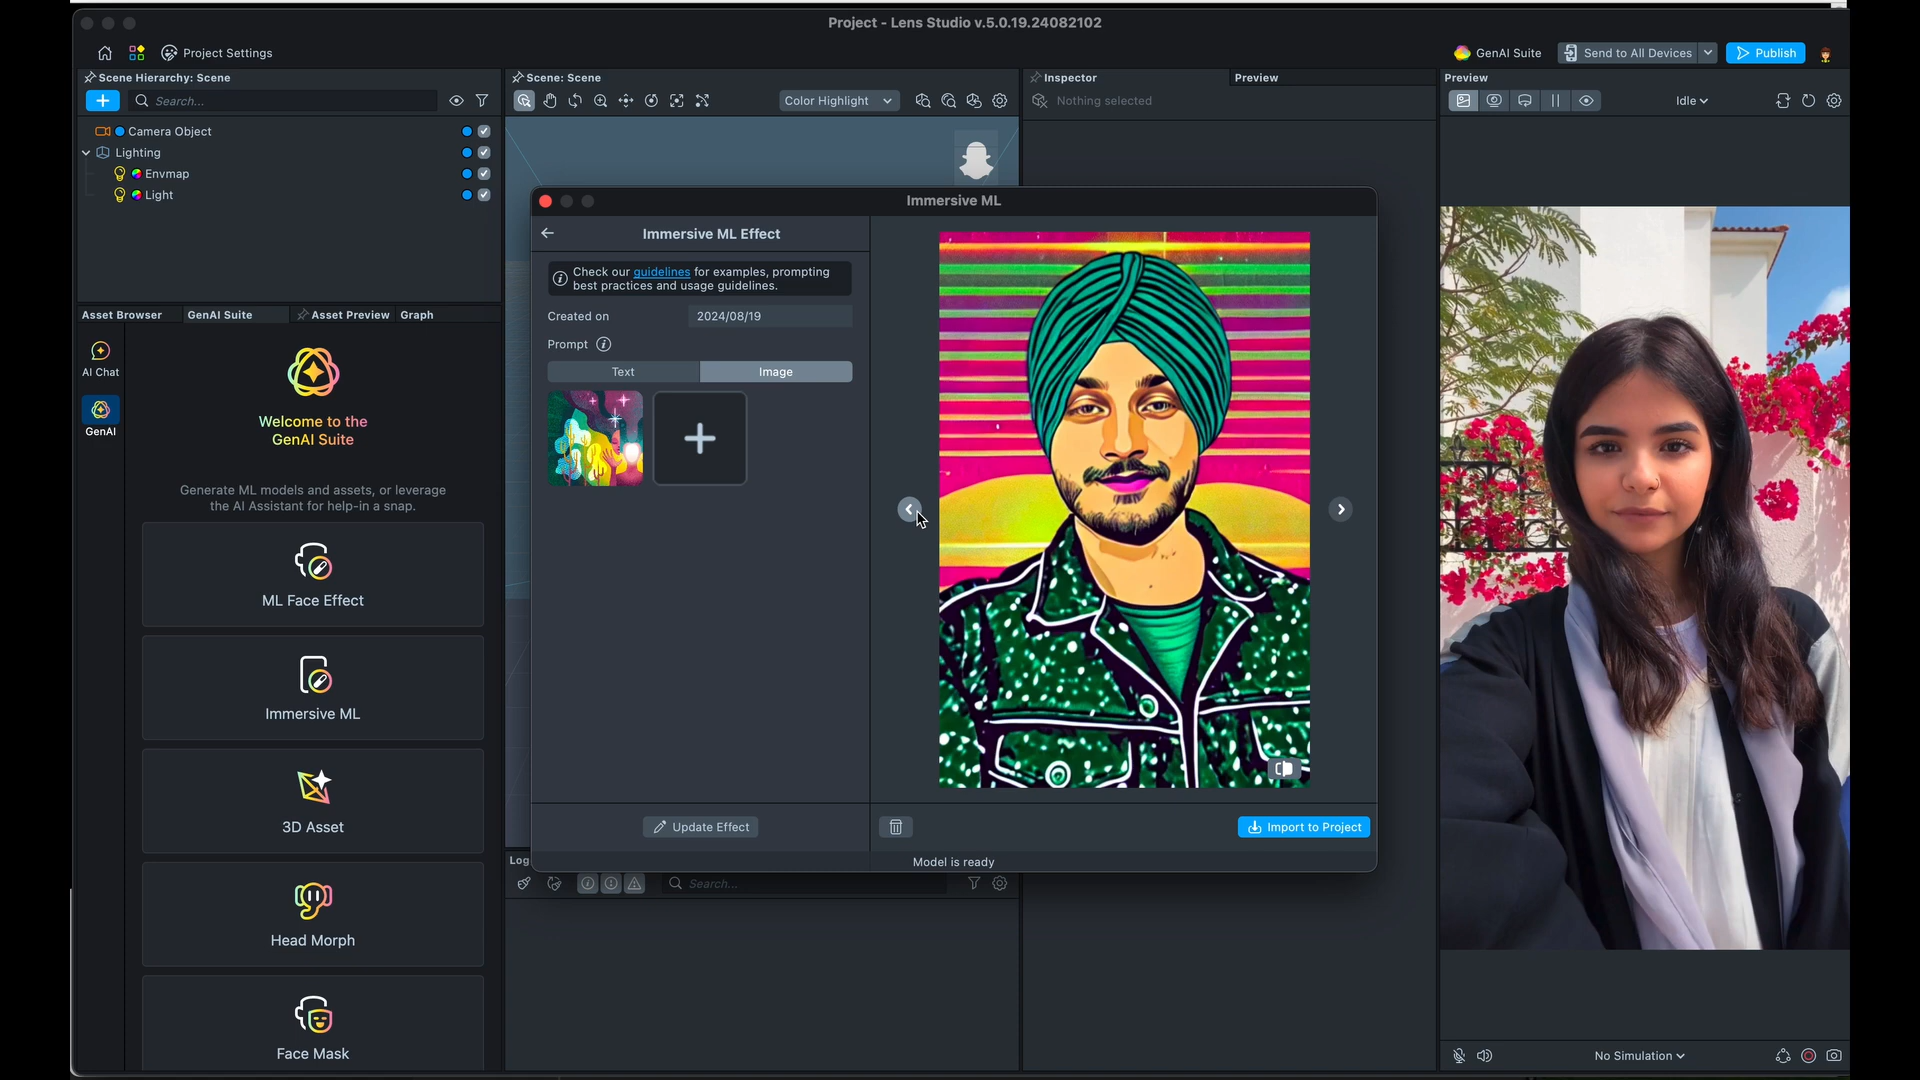 Project - Lens Studio v.5.0.19.24082102
Project Settings
GenAI Suite
Send to All Devices
Publish
Scene Hierarchy: Scene
Search...
Camera Object
Lighting
Envmap
Light
Scene: Scene
Color Highlight
Inspector
Preview
Nothing selected
Preview
Idle
Asset Browser
GenAI Suite
Asset Preview
Graph
AI Chat
GenAI
Welcome to the
GenAI Suite
Generate ML models and assets, or leverage
the AI Assistant for help-in a snap.
ML Face Effect
Immersive ML
3D Asset
Head Morph
Face Mask
Immersive ML
Immersive ML Effect
Check our guidelines for examples, prompting
best practices and usage guidelines.
Created on
2024/08/19
Prompt
Text
Image
Update Effect
Import to Project
Model is ready
Log
Search...
No Simulation